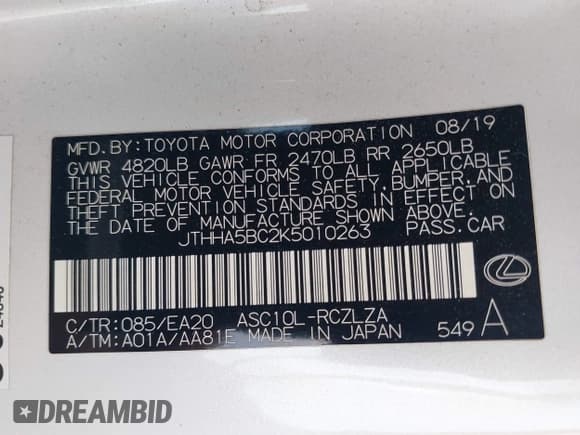 MFD.BY:TOYOTA MOTOR CORPORATION 08/19
GVWR 4820LB GAWR FR 2470LB RR 2650LB
THIS VEHICLE CONFORMS TO ALL APPLICABLE
FEDERAL MOTOR VEHICLE SAFETY,BUMPER,AND
THEFT PREVENTION STANDARDS IN EFFECT ON
THE DATE OF MANUFACTURE SHOWN ABOVE.
JTHHA5BC2K5010263 PASS.CAR
C/TR:085/EA20 ASC10L-RCZLZA
A/TM:A01A/AA81E MADE IN JAPAN 549 A
DREAMBID